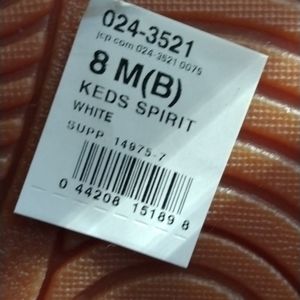 024-3521
jcp.com 024-3521 0075
8 M(B)
KEDS SPIRIT
WHITE
SUPP 14975-7
0 44208 15189 8